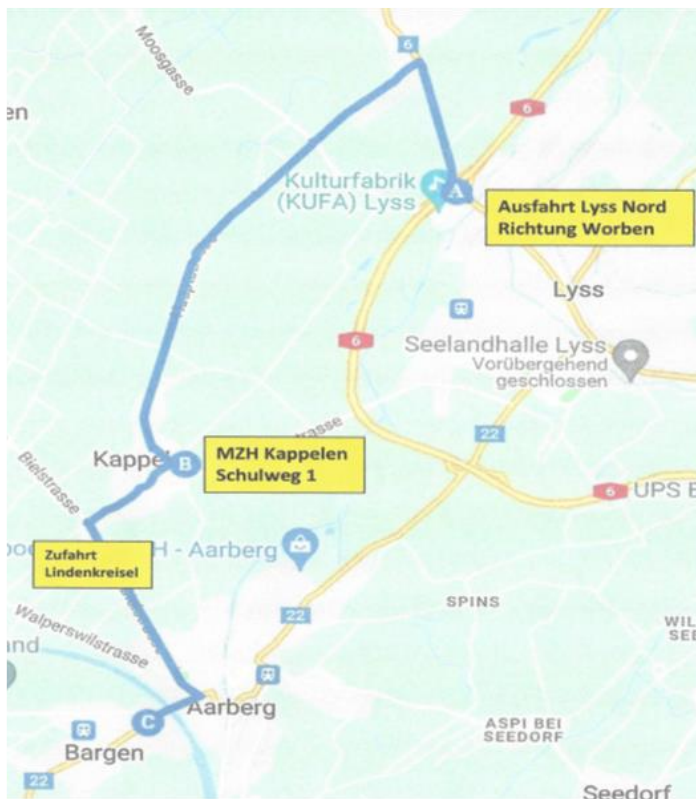 Moosgasse
6
6
en
Kulturfabrik
(KUFA) Lyss
A
Ausfahrt Lyss Nord
Richtung Worben
Lyss
6
Seelandhalle Lyss
Vorübergehend
geschlossen
22
strasse
Kappel
B
MZH Kappelen
Schulweg 1
Bielstrasse
6
UPS
Zufahrt
Lindenkreisel
H - Aarberg
SPINS
22
Walperswilstrasse
and
Aarberg
C
Bargen
ASPI BEI
SEEDORF
22
Seedorf